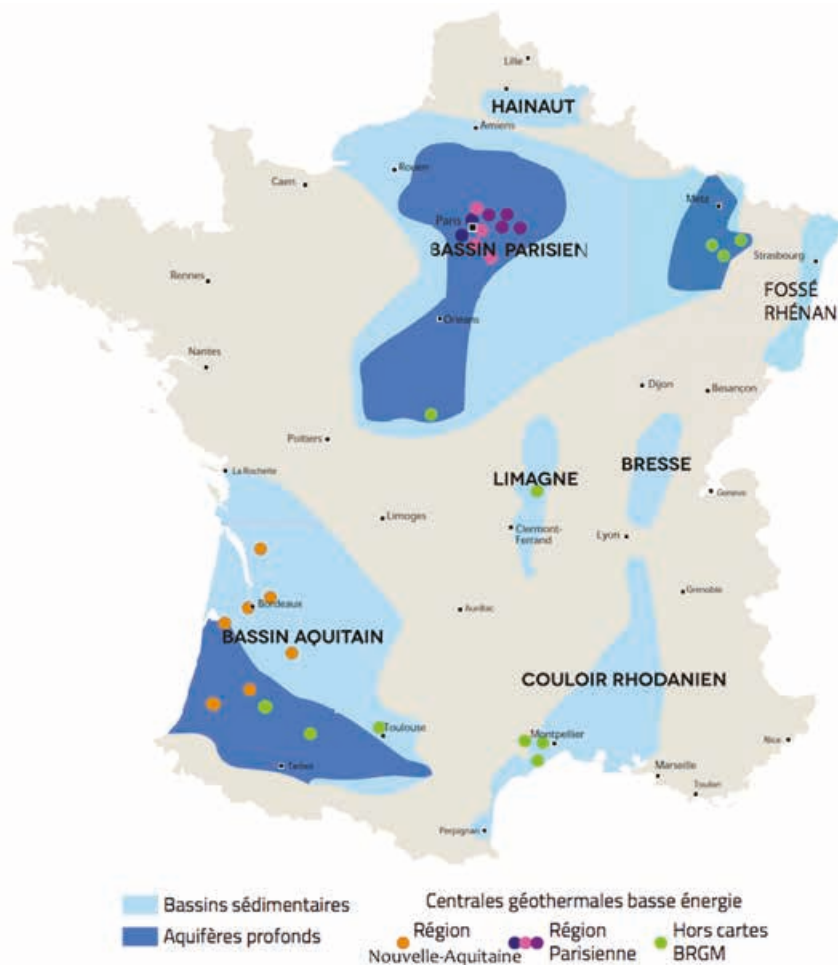 Lille
HAINAUT
Amiens
Rouen
Caen
Metz
Paris
BASSIN PARISIEN
Strasbourg
Rennes
FOSSÉ
RHÉNAN
Orléans
Nantes
Dijon
Besançon
Poitiers
La Rochelle
LIMAGNE
BRESSE
Geneve
Limoges
Clermont-
Ferrand
Lyon
Grenoble
Bordeaux
Aurillac
BASSIN AQUITAIN
COULOIR RHODANIEN
Toulouse
Montpellier
Nice
Tarbes
Marseille
Toulon
Perpignan
Bassins sédimentaires
Aquifères profonds
Centrales géothermales basse énergie
Région
Nouvelle-Aquitaine
Région
Parisienne
Hors cartes
BRGM